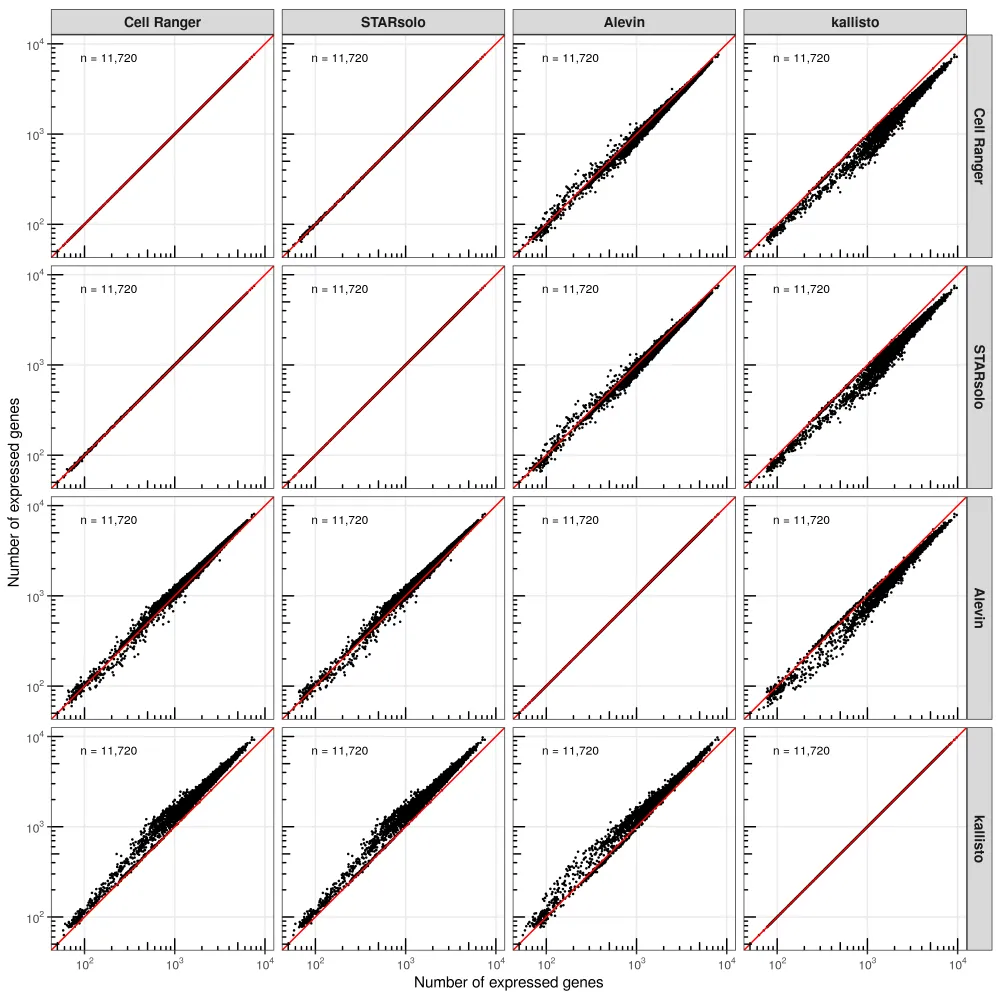 Cell Ranger STARsolo Alevin kallisto
10⁴ n = 11,720 n = 11,720 n = 11,720 n = 11,720
Cell Ranger
10³
10²
10⁴ n = 11,720 n = 11,720 n = 11,720 n = 11,720
STARsolo
10³
10²
Number of expressed genes
10⁴ n = 11,720 n = 11,720 n = 11,720 n = 11,720
Alevin
10³
10²
10⁴ n = 11,720 n = 11,720 n = 11,720 n = 11,720
kallisto
10³
10²
10² 10³ 10⁴ 10² 10³ 10⁴ 10² 10³ 10⁴ 10² 10³ 10⁴
Number of expressed genes